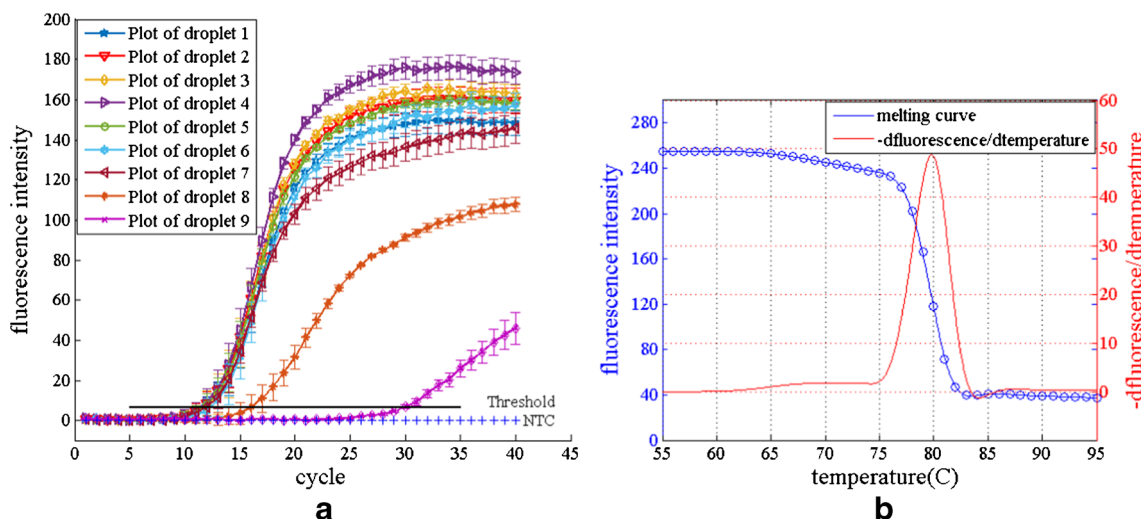 200
180
160
140
120
100
80
60
40
20
0
fluorescence intensity
Plot of droplet 1
Plot of droplet 2
Plot of droplet 3
Plot of droplet 4
Plot of droplet 5
Plot of droplet 6
Plot of droplet 7
Plot of droplet 8
Plot of droplet 9
Threshold
NTC
0 5 10 15 20 25 30 35 40 45
cycle
a
280
240
200
160
120
80
40
0
fluorescence intensity
melting curve
-dfluorescence/dtemperature
60
50
40
30
20
10
0
-dfluorescence/dtemperature
55 60 65 70 75 80 85 90 95
temperature(C)
b